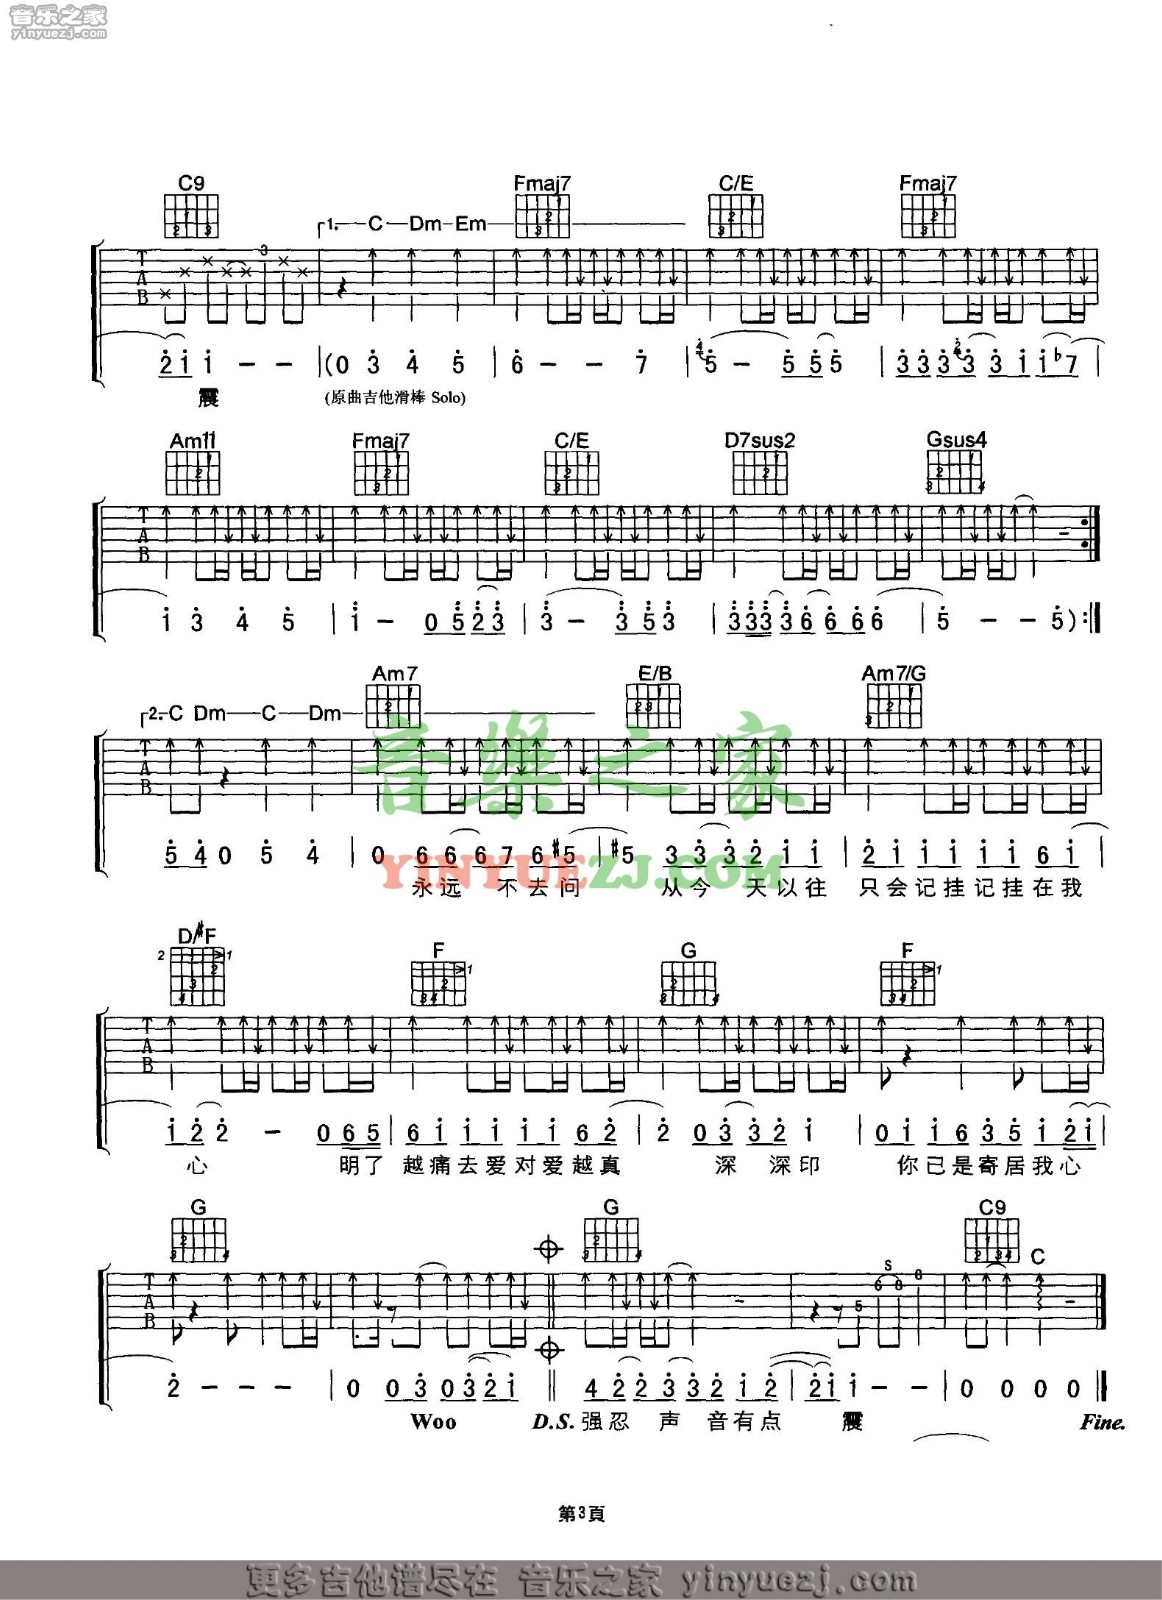 音乐之家
yinyuezj.com
C9 Fmaj7 C/E Fmaj7
1. C Dm Em
3
T A B
2 1 1 - - (0 3 4 5 6 - - 7 5 - 5 5 5 3 3 3 3 3 1 1 ♭7
震 (原曲吉他滑棒 Solo)
Am11 Fmaj7 C/E D7sus2 Gsus4
T A B
1 3 4 5 1 - 0 5 2 3 3 - 3 5 3 3 3 3 3 6 6 6 6 5 - - 5) :
Am7 E/B Am7/G
2. C Dm C Dm
T A B
音樂之家
5 4 0 5 4 0 6 6 6 7 6 #5 #5 3 3 3 2 1 1 2 1 1 1 1 1 6 1
YINYUEZJ.COM
永远 不去问 从今 天以往 只会记挂记挂在我
D/#F F G F
T A B
1 2 2 - 0 6 5 6 1 1 1 1 1 6 2 2 0 3 3 2 1 0 1 1 6 3 5 1 2 1
心 明了 越痛去爱对爱越真 深 深印 你已是寄居我心
G G C9
C
S
5 6 8 8
T A B
2 - - - 0 0 3 0 3 2 1 4 2 2 3 3 2 1 2 2 1 1 - - 0 0 0 0
Woo D.S. 强忍 声 音有点 震 Fine.
第3頁
更多吉他谱尽在 音乐之家 yinyuezj.com